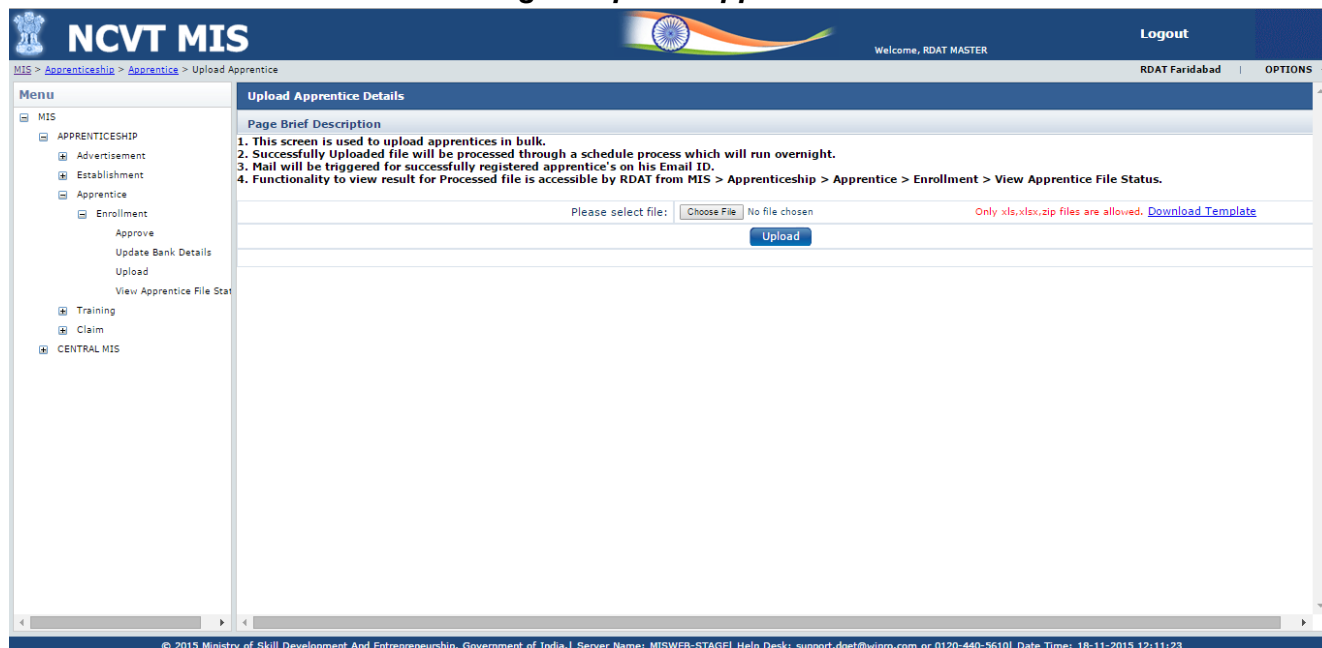 NCVT MIS
Logout
Welcome, RDAT MASTER
MIS > Apprenticeship > Apprentice > Upload Apprentice
RDAT Faridabad | OPTIONS
Menu
Upload Apprentice Details
MIS
Page Brief Description
APPRENTICESHIP
1. This screen is used to upload apprentices in bulk.
Advertisement
2. Successfully Uploaded file will be processed through a schedule process which will run overnight.
Establishment
3. Mail will be triggered for successfully registered apprentice's on his Email ID.
4. Functionality to view result for Processed file is accessible by RDAT from MIS > Apprenticeship > Apprentice > Enrollment > View Apprentice File Status.
Apprentice
Enrollment
Please select file: Choose File No file chosen Only xls,xlsx,zip files are allowed. Download Template
Approve
Upload
Update Bank Details
Upload
View Apprentice File Stat
Training
Claim
CENTRAL MIS
© 2015 Ministry of Skill Development And Entrepreneurship, Government of India.| Server Name: MISWEB-STAGE| Help Desk: support.dget@wipro.com or 0120-440-5610| Date Time: 18-11-2015 12:11:23